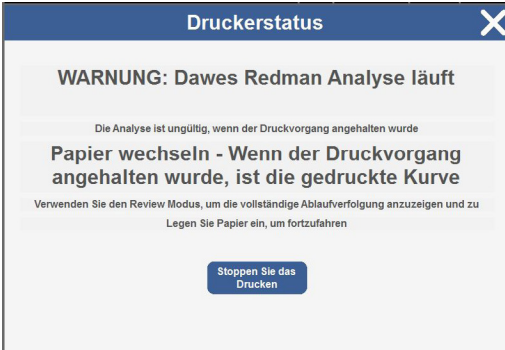 Druckerstatus
WARNUNG: Dawes Redman Analyse läuft
Die Analyse ist ungültig, wenn der Druckvorgang angehalten wurde
Papier wechseln - Wenn der Druckvorgang
angehalten wurde, ist die gedruckte Kurve
Verwenden Sie den Review Modus, um die vollständige Ablaufverfolgung anzuzeigen und zu
Legen Sie Papier ein, um fortzufahren
Stoppen Sie das
Drucken